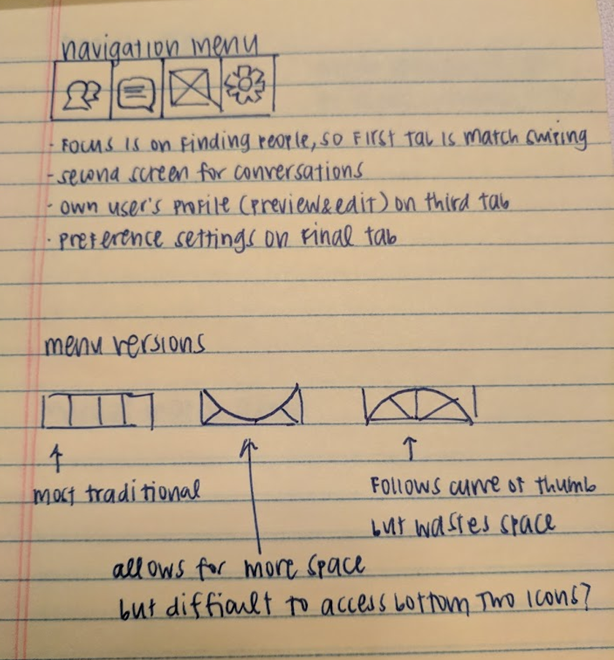 navigation menu
- Focus is on Finding People, so First Tab is match swiping
- second screen for conversations
- own user's profile (preview & edit) on third tab
- preference settings on Final tab
menu versions
most traditional
Follows curve of thumb
but wastes space
allows for more space
but difficult to access bottom Two Icons?